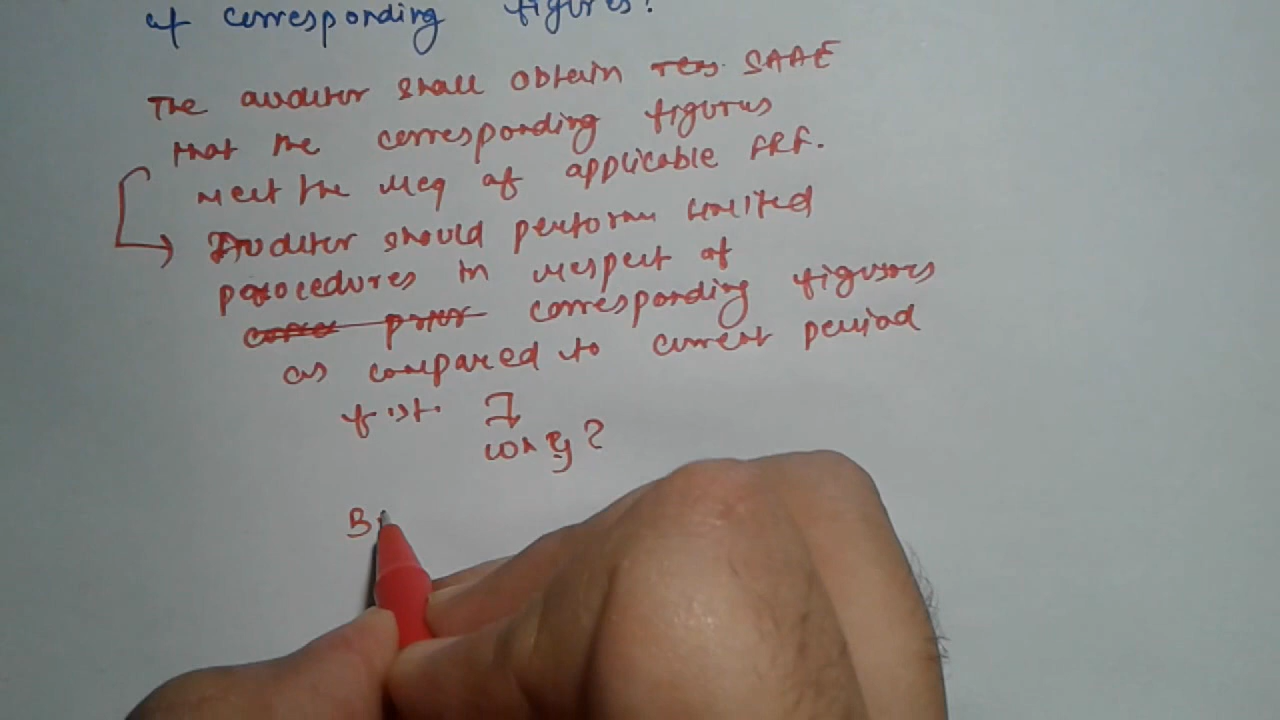 of corresponding figures?
The auditor shall obtain SAAE
that the corresponding figures
meet the req of applicable FRF.
Auditor should perform limited
procedures in respect of
prior corresponding figures
as compared to current period
f.st.
why?
B